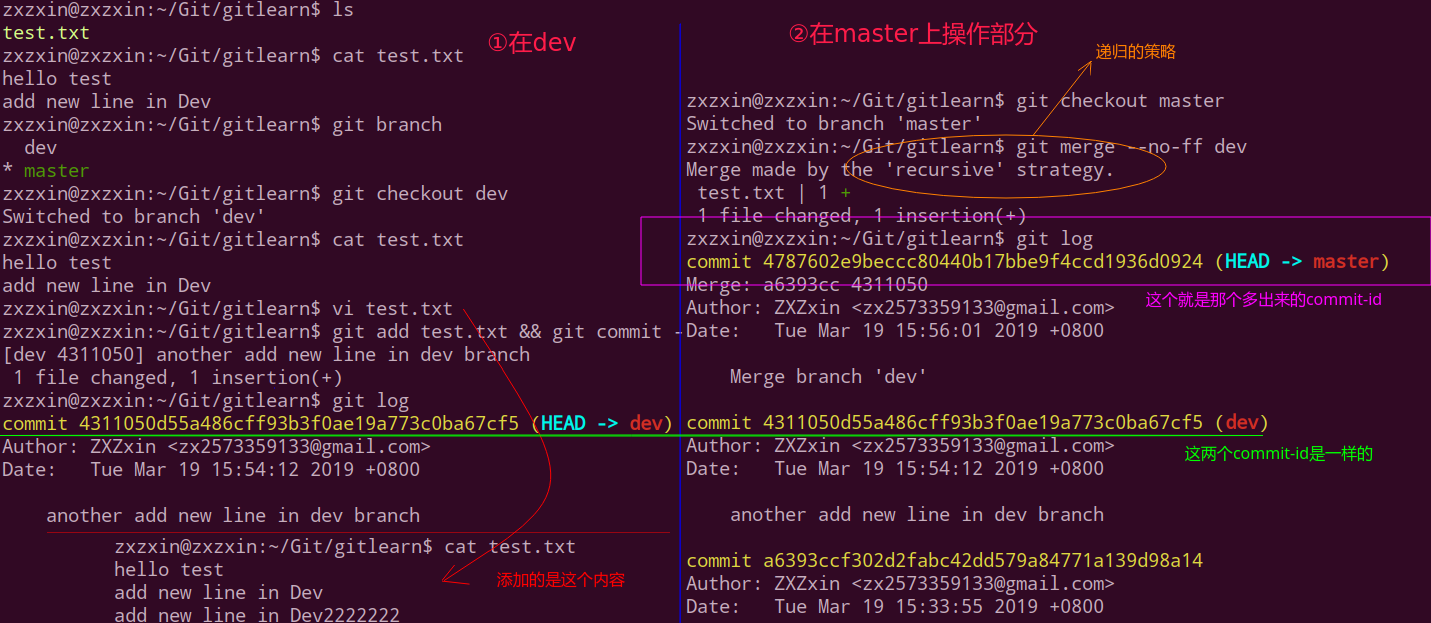 zxzxin@zxzxin:~/Git/gitlearn$ ls
test.txt
zxzxin@zxzxin:~/Git/gitlearn$ cat test.txt
hello test
add new line in Dev
zxzxin@zxzxin:~/Git/gitlearn$ git branch
  dev
* master
zxzxin@zxzxin:~/Git/gitlearn$ git checkout dev
Switched to branch 'dev'
zxzxin@zxzxin:~/Git/gitlearn$ cat test.txt
hello test
add new line in Dev
zxzxin@zxzxin:~/Git/gitlearn$ vi test.txt
zxzxin@zxzxin:~/Git/gitlearn$ git add test.txt && git commit -
[dev 4311050] another add new line in dev branch
 1 file changed, 1 insertion(+)
zxzxin@zxzxin:~/Git/gitlearn$ git log
commit 4311050d55a486cff93b3f0ae19a773c0ba67cf5 (HEAD -> dev)
Author: ZXZxin <zx2573359133@gmail.com>
Date:   Tue Mar 19 15:54:12 2019 +0800
    another add new line in dev branch
zxzxin@zxzxin:~/Git/gitlearn$ cat test.txt
hello test
add new line in Dev
add new line in Dev2222222
①在dev
添加的是这个内容
②在master上操作部分
递归的策略
zxzxin@zxzxin:~/Git/gitlearn$ git checkout master
Switched to branch 'master'
zxzxin@zxzxin:~/Git/gitlearn$ git merge --no-ff dev
Merge made by the 'recursive' strategy.
 test.txt | 1 +
 1 file changed, 1 insertion(+)
zxzxin@zxzxin:~/Git/gitlearn$ git log
commit 4787602e9beccc80440b17bbe9f4ccd1936d0924 (HEAD -> master)
Merge: a6393cc 4311050
这个就是那个多出来的commit-id
Author: ZXZxin <zx2573359133@gmail.com>
Date:   Tue Mar 19 15:56:01 2019 +0800
    Merge branch 'dev'
commit 4311050d55a486cff93b3f0ae19a773c0ba67cf5 (dev)
Author: ZXZxin <zx2573359133@gmail.com>
这两个commit-id是一样的
Date:   Tue Mar 19 15:54:12 2019 +0800
    another add new line in dev branch
commit a6393ccf302d2fabc42dd579a84771a139d98a14
Author: ZXZxin <zx2573359133@gmail.com>
Date:   Tue Mar 19 15:33:55 2019 +0800